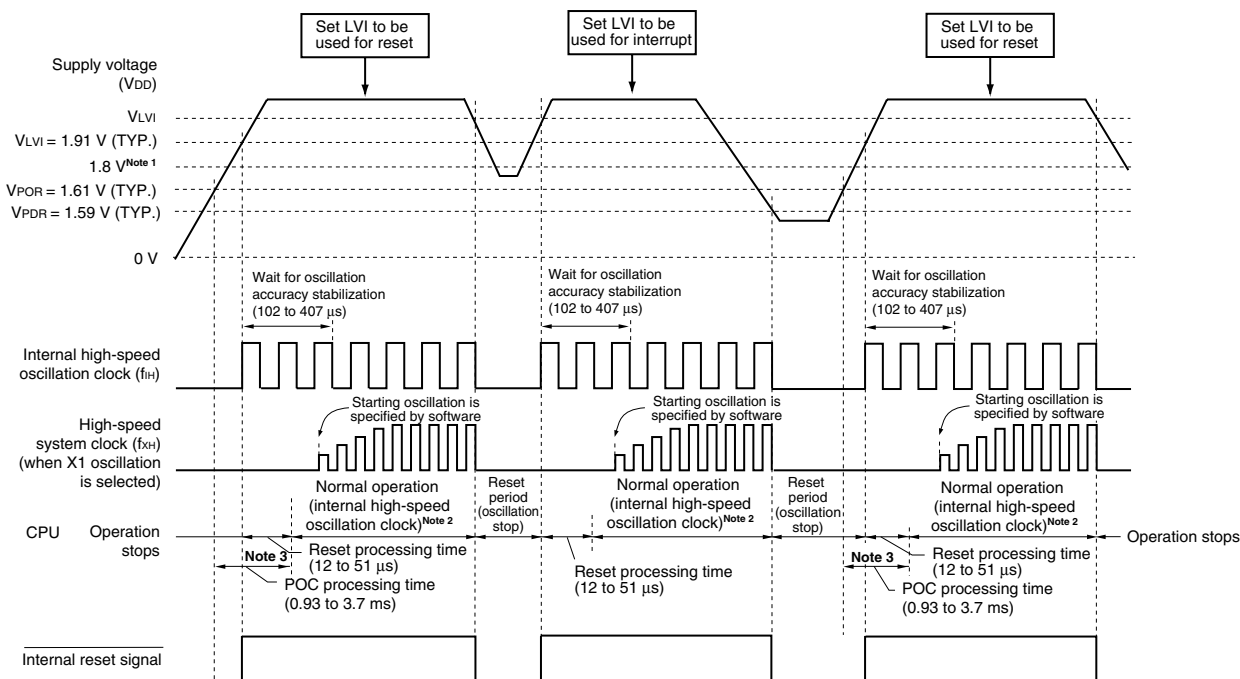 Set LVI to be
used for reset
Set LVI to be
used for interrupt
Set LVI to be
used for reset
Supply voltage
(VDD)
VLVI
VLVI = 1.91 V (TYP.)
1.8 V Note 1
VPOR = 1.61 V (TYP.)
VPDR = 1.59 V (TYP.)
0 V
Wait for oscillation
accuracy stabilization
(102 to 407 μs)
Wait for oscillation
accuracy stabilization
(102 to 407 μs)
Wait for oscillation
accuracy stabilization
(102 to 407 μs)
Internal high-speed
oscillation clock (fIH)
Starting oscillation is
specified by software
Starting oscillation is
specified by software
Starting oscillation is
specified by software
High-speed
system clock (fXH)
(when X1 oscillation
is selected)
Normal operation
(internal high-speed
oscillation clock) Note 2
Reset
period
(oscillation
stop)
Normal operation
(internal high-speed
oscillation clock) Note 2
Reset
period
(oscillation
stop)
Normal operation
(internal high-speed
oscillation clock) Note 2
CPU
Operation
stops
Operation stops
Note 3
Reset processing time
(12 to 51 μs)
POC processing time
(0.93 to 3.7 ms)
Reset processing time
(12 to 51 μs)
Note 3
Reset processing time
(12 to 51 μs)
POC processing time
(0.93 to 3.7 ms)
Internal reset signal